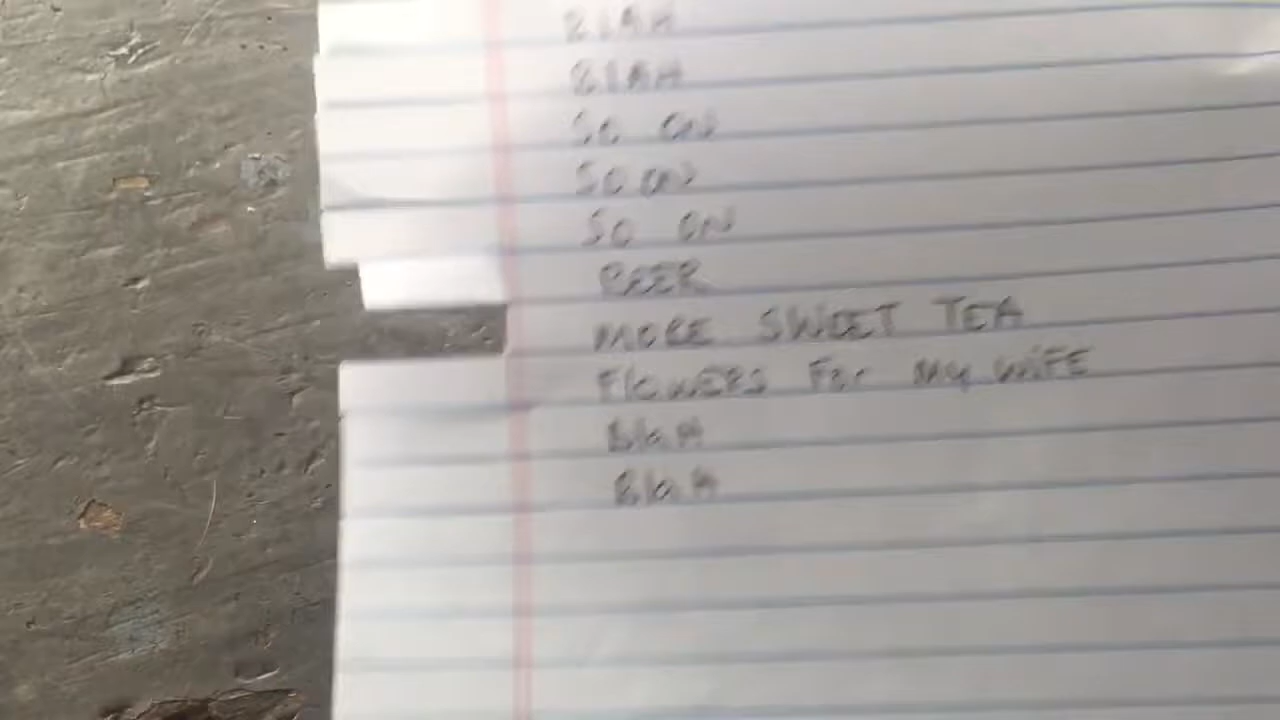 BLAH
BLAH
SO ON
SO ON
SO ON
BEER
MORE SWEET TEA
FlOWERS For My WiFE
BlaH
BlaH